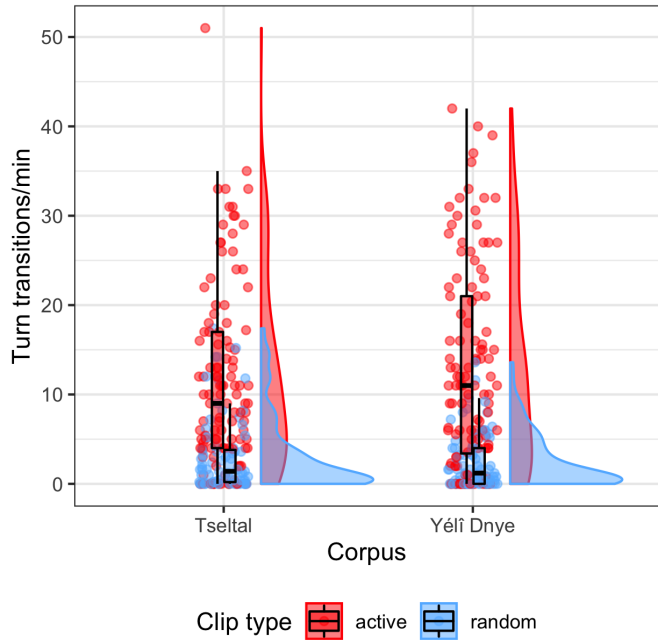 Turn transitions/min
50
40
30
20
10
0
Tseltal
Yélî Dnye
Corpus
Clip type
active
random